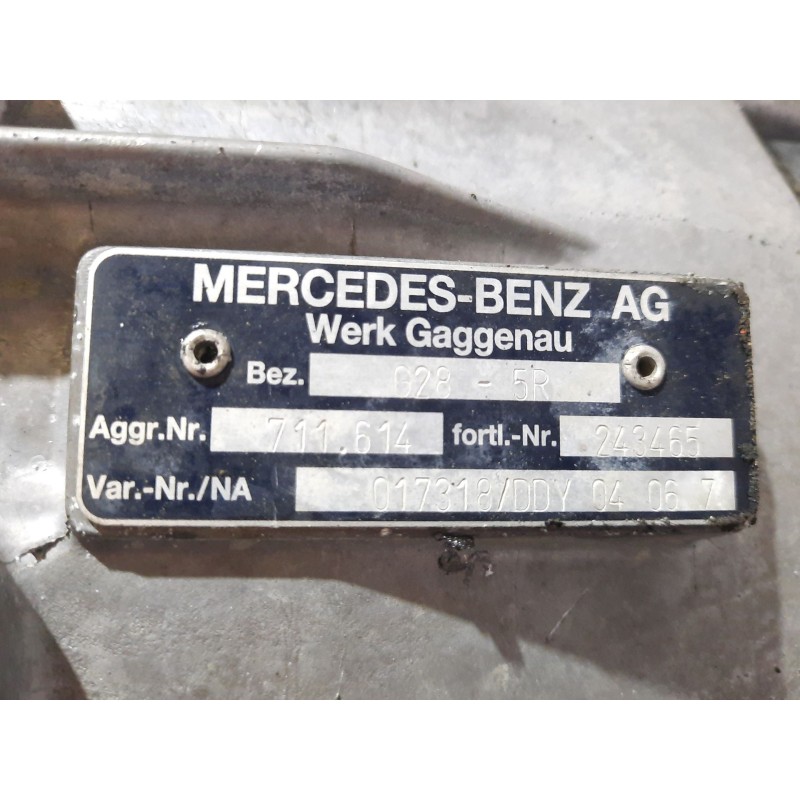 MERCEDES-BENZ AG
Werk Gaggenau
Bez. G28 - 5R
Aggr.Nr. 711.614 fortl.-Nr. 243465
Var.-Nr./NA 017318/DDY 04 06 7